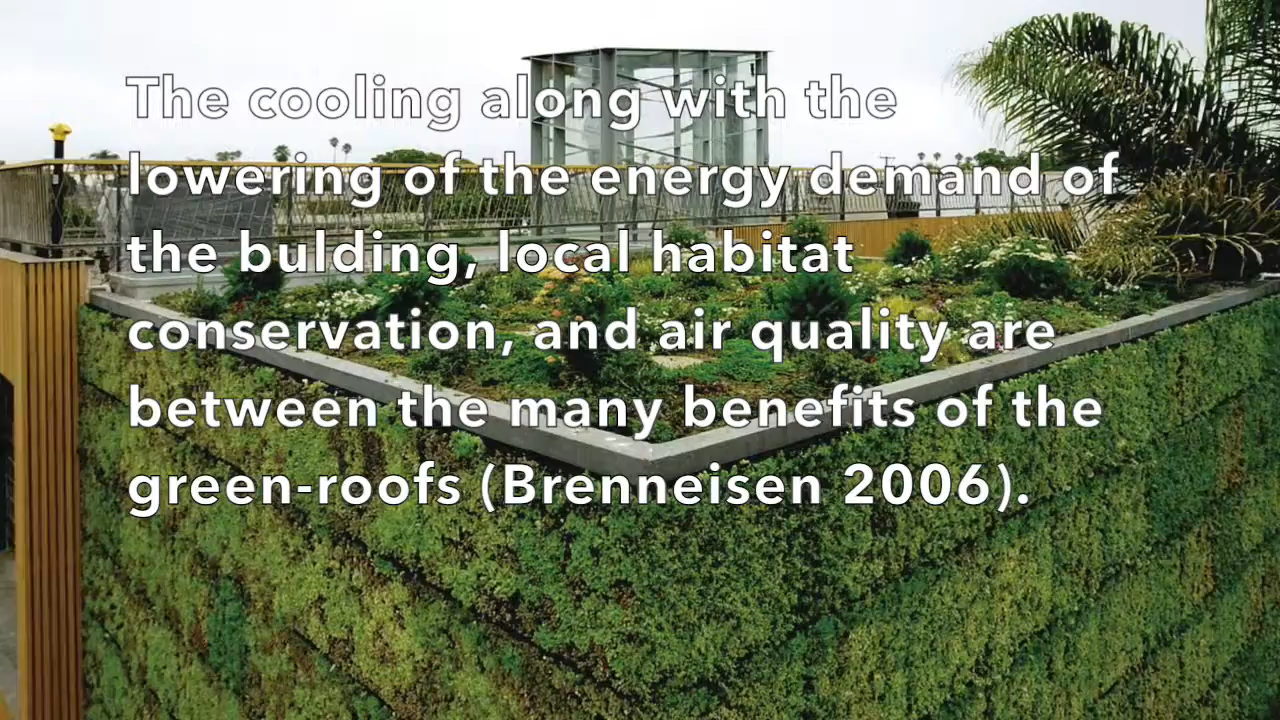 The cooling along with the
lowering of the energy demand of
the bulding, local habitat
conservation, and air quality are
between the many benefits of the
green-roofs (Brenneisen 2006).